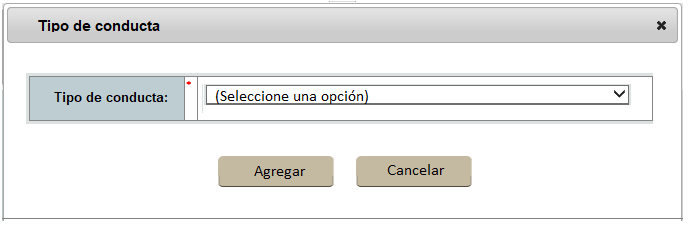 Tipo de conducta
Tipo de conducta: * (Seleccione una opción)
Agregar Cancelar